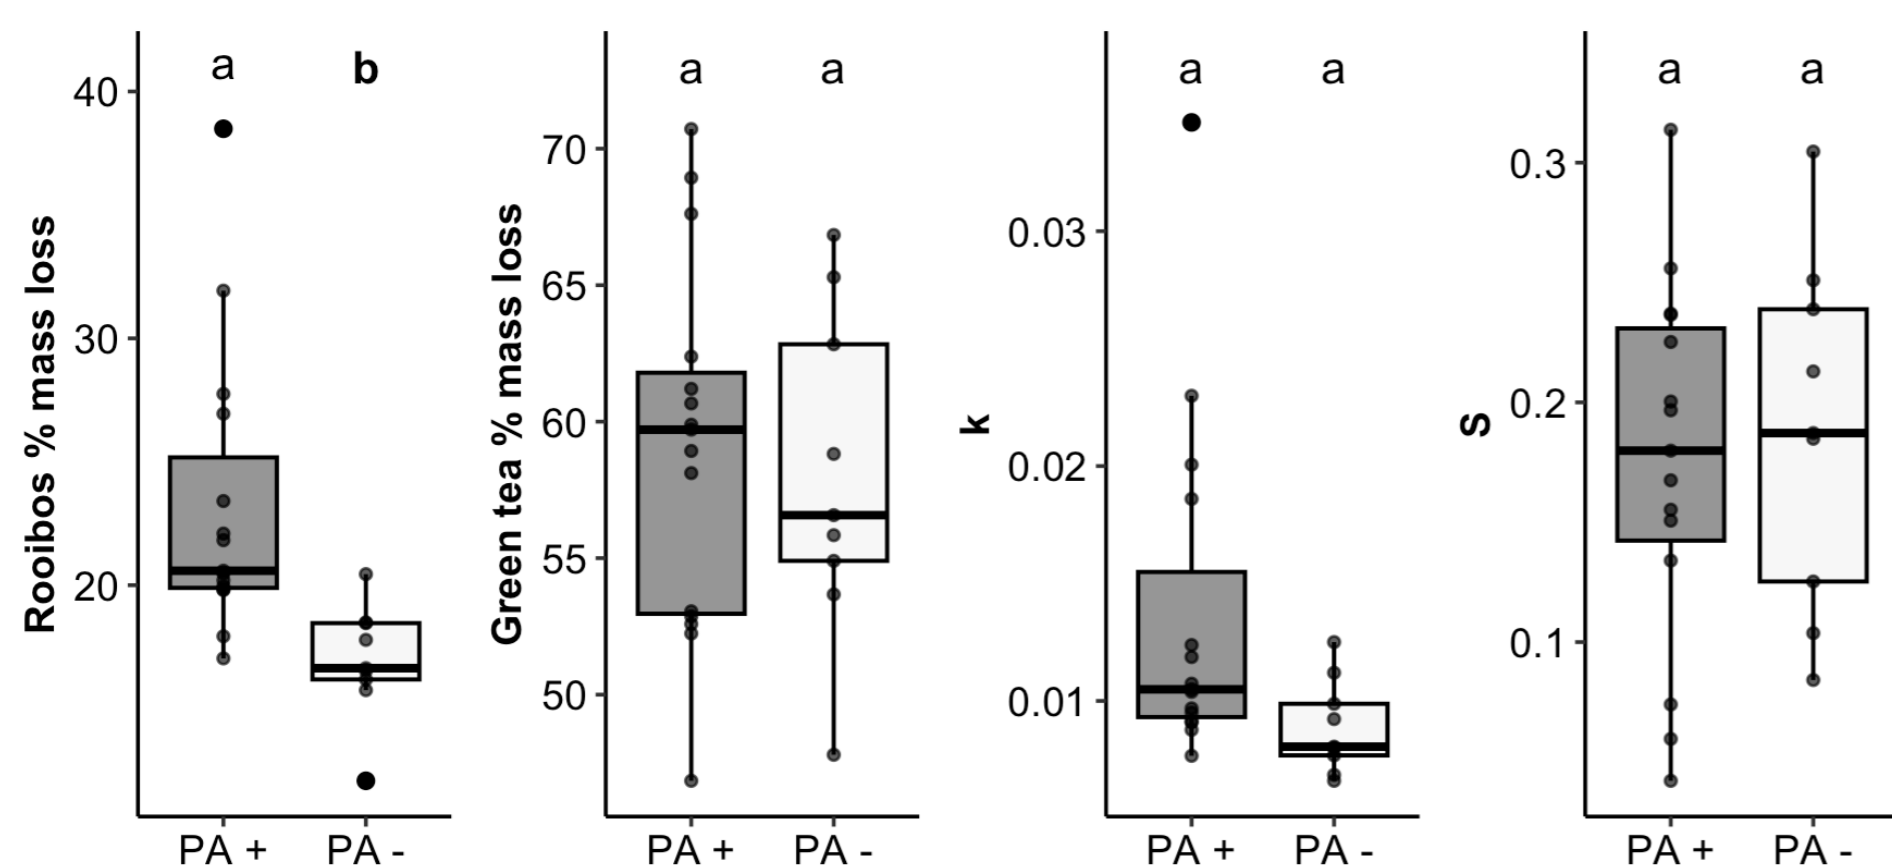 Rooibos % mass loss
40
30
20
a
b
PA +
PA -
Green tea % mass loss
70
65
60
55
50
a
a
PA +
PA -
k
0.03
0.02
0.01
a
a
PA +
PA -
S
0.3
0.2
0.1
a
a
PA +
PA -